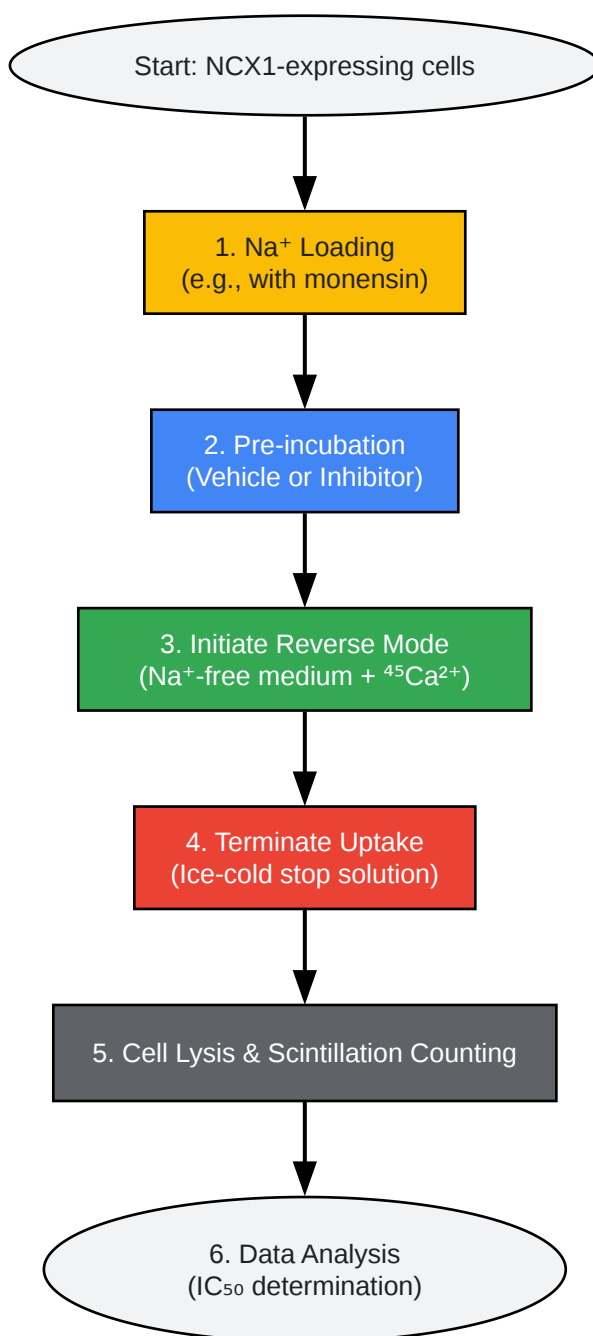 Start: NCX1-expressing cells
1. Na⁺ Loading
(e.g., with monensin)
2. Pre-incubation
(Vehicle or Inhibitor)
3. Initiate Reverse Mode
(Na⁺-free medium + ⁴⁵Ca²⁺)
4. Terminate Uptake
(Ice-cold stop solution)
5. Cell Lysis & Scintillation Counting
6. Data Analysis
(IC₅₀ determination)